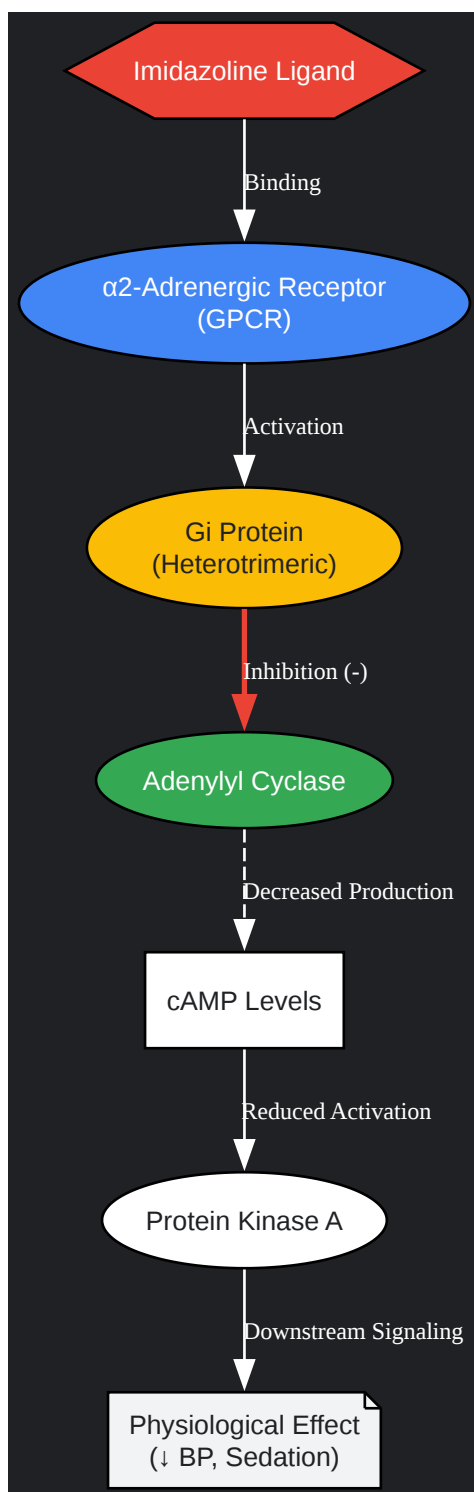 Imidazoline Ligand
Binding
α2-Adrenergic Receptor
(GPCR)
Activation
Gi Protein
(Heterotrimeric)
Inhibition (-)
Adenylyl Cyclase
Decreased Production
cAMP Levels
Reduced Activation
Protein Kinase A
Downstream Signaling
Physiological Effect
(↓ BP, Sedation)